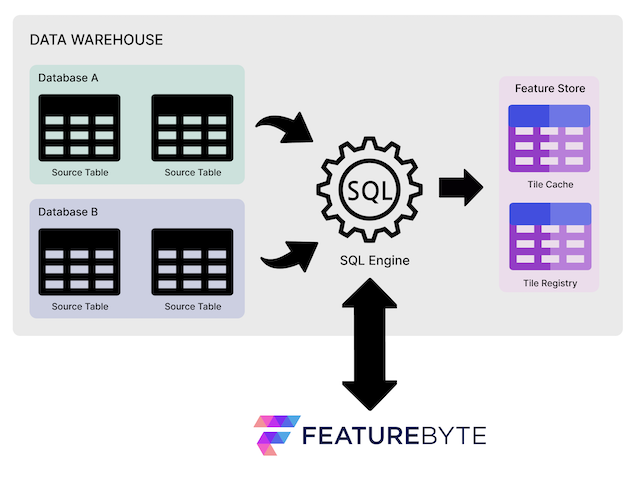 DATA WAREHOUSE
Database A
Source Table
Source Table
Database B
Source Table
Source Table
SQL
SQL Engine
Feature Store
Tile Cache
Tile Registry
FEATUREBYTE